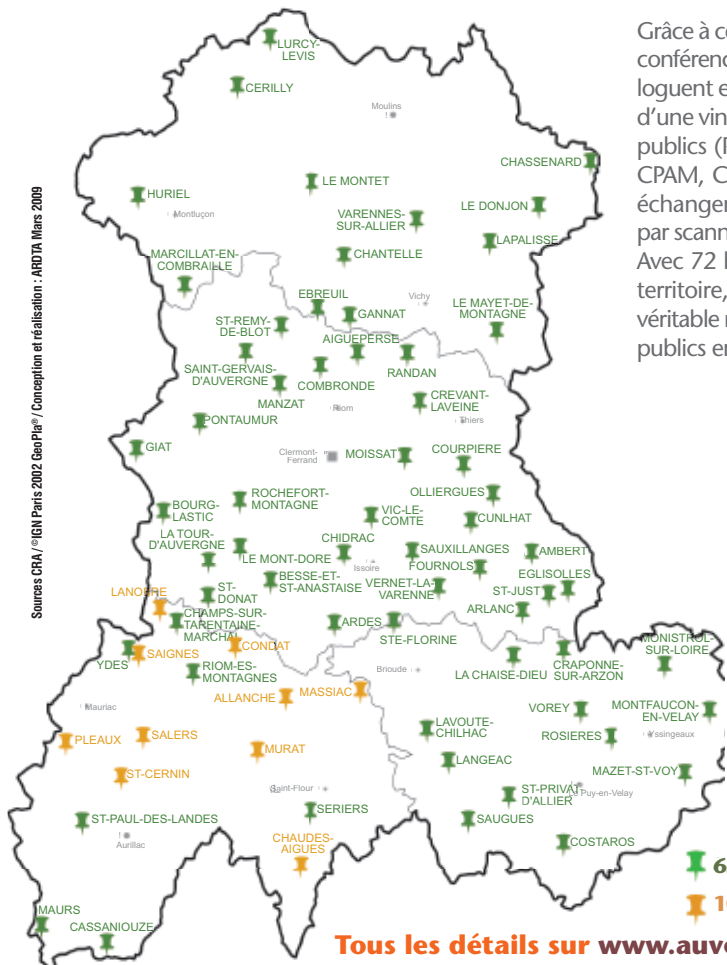 LURCY-
LEVIS
CERILLY
Moulins
CHASSENARD
LE MONTET
HURIEL
Montluçon
LE DONJON
VARENNES-
SUR-ALLIER
LAPALISSE
CHANTELLE
MARCILLAT-EN-
COMBRAILLE
EBREUIL
Vichy
LE MAYET-DE-
MONTAGNE
GANNAT
ST-REMY-
DE-BLOT
AIGUEPERSE
SAINT-GERVAIS-
D'AUVERGNE
COMBRONDE
RANDAN
MANZAT
Riom
CREVANT-
LAVEINE
Thiers
PONTAUMUR
GIAT
Clermont-
Ferrand
MOISSAT
COURPIERE
OLLIERGUES
ROCHEFORT-
MONTAGNE
BOURG-
LASTIC
VIC-LE-
COMTE
CUNLHAT
LA TOUR-
D'AUVERGNE
CHIDRAC
LE MONT-DORE
SAUXILLANGES
AMBERT
Issoire
FOURNOLS
EGLISOLLES
BESSE-ET-
ST-ANASTAISE
VERNET-LA-
VARENNE
ST-JUST
ST-
DONAT
ARLANC
LANOBRE
CHAMPS-SUR-
TARENTAINE-
MARCHAL
ARDES
STE-FLORINE
CONDAT
SAIGNES
YDES
RIOM-ES-
MONTAGNES
Brioude
LA CHAISE-DIEU
CRAPONNE-
SUR-ARZON
MONISTROL-
SUR-LOIRE
ALLANCHE
MASSIAC
Mauriac
VOREY
MONTFAUCON-
EN-VELAY
LAVOUTE-
CHILHAC
ROSIERES
Yssingeaux
PLEAUX
SALERS
MURAT
LANGEAC
MAZET-ST-VOY
ST-CERNIN
Saint-Flour
ST-PRIVAT
D'ALLIER
Le Puy-en-Velay
ST-PAUL-DES-LANDES
SERIERS
SAUGUES
Aurillac
COSTAROS
CHAUDES-
AIGUES
MAURS
CASSANIOUZE
Sources CRA / ©IGN Paris 2002 GeoPla® / Conception et réalisation : ARDTA Mars 2009
Grâce à c
conférenc
loguent e
d'une vin
publics (
CPAM, C
échanger
par scann
Avec 72
territoire,
véritable
publics e
6
1
Tous les détails sur www.auve